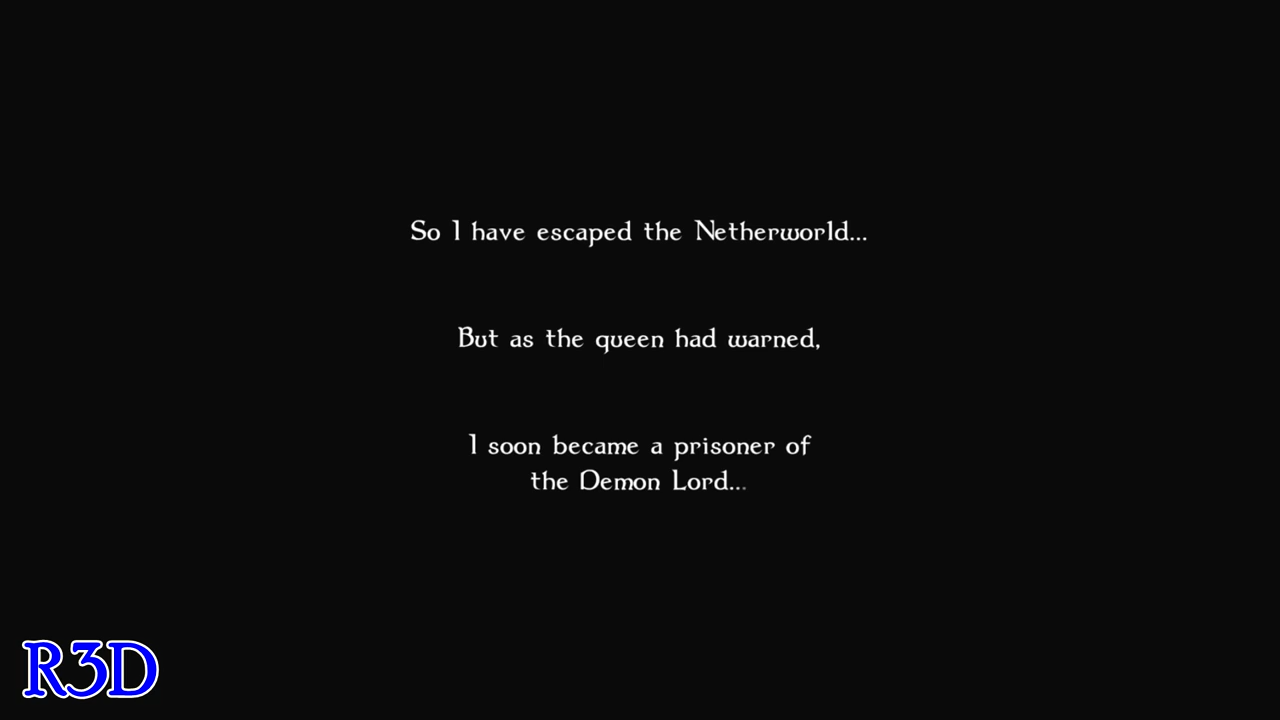 So I have escaped the Netherworld...
But as the queen had warned,
I soon became a prisoner of
the Demon Lord...
R3D